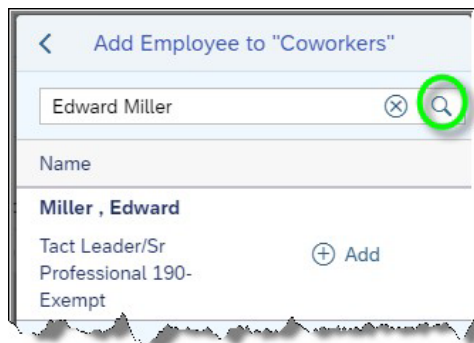 Add Employee to "Coworkers"
Edward Miller
Name
Miller , Edward
Tact Leader/Sr
Professional 190-
Exempt
Add